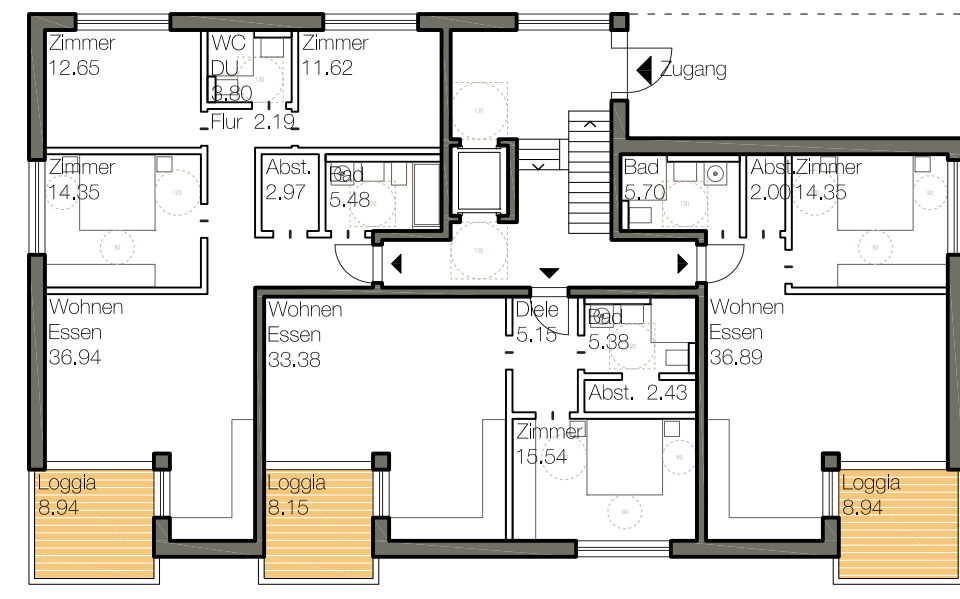 Zimmer
12.65
WC
DU
3.80
Zimmer
11.62
Flur 2.19
Zugang
Zimmer
14.35
Abst.
2.97
Bad
5.48
Bad
5.70
Abst.
2.00
Zimmer
14.35
Wohnen
Essen
36.94
Wohnen
Essen
33.38
Diele
5.15
Bad
5.38
Abst. 2.43
Zimmer
15.54
Wohnen
Essen
36.89
Loggia
8.94
Loggia
8.15
Loggia
8.94